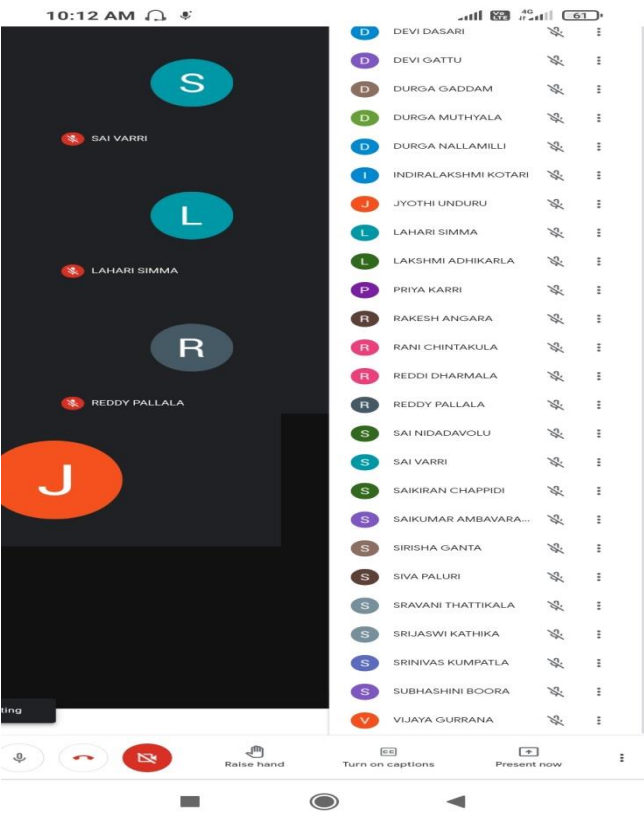 10:12 AM
Vo LTE
4G
61
S
SAI VARRI
L
LAHARI SIMMA
R
REDDY PALLALA
J
ting
D DEVI DASARI
D DEVI GATTU
D DURGA GADDAM
D DURGA MUTHYALA
D DURGA NALLAMILLI
I INDIRALAKSHMI KOTARI
J JYOTHI UNDURU
L LAHARI SIMMA
L LAKSHMI ADHIKARLA
P PRIYA KARRI
R RAKESH ANGARA
R RANI CHINTAKULA
R REDDI DHARMALA
R REDDY PALLALA
S SAI NIDADAVOLU
S SAI VARRI
S SAIKIRAN CHAPPIDI
S SAIKUMAR AMBAVARA...
S SIRISHA GANTA
S SIVA PALURI
S SRAVANI THATTIKALA
S SRIJASWI KATHIKA
S SRINIVAS KUMPATLA
S SUBHASHINI BOORA
V VIJAYA GURRANA
Raise hand
CC
Turn on captions
Present now